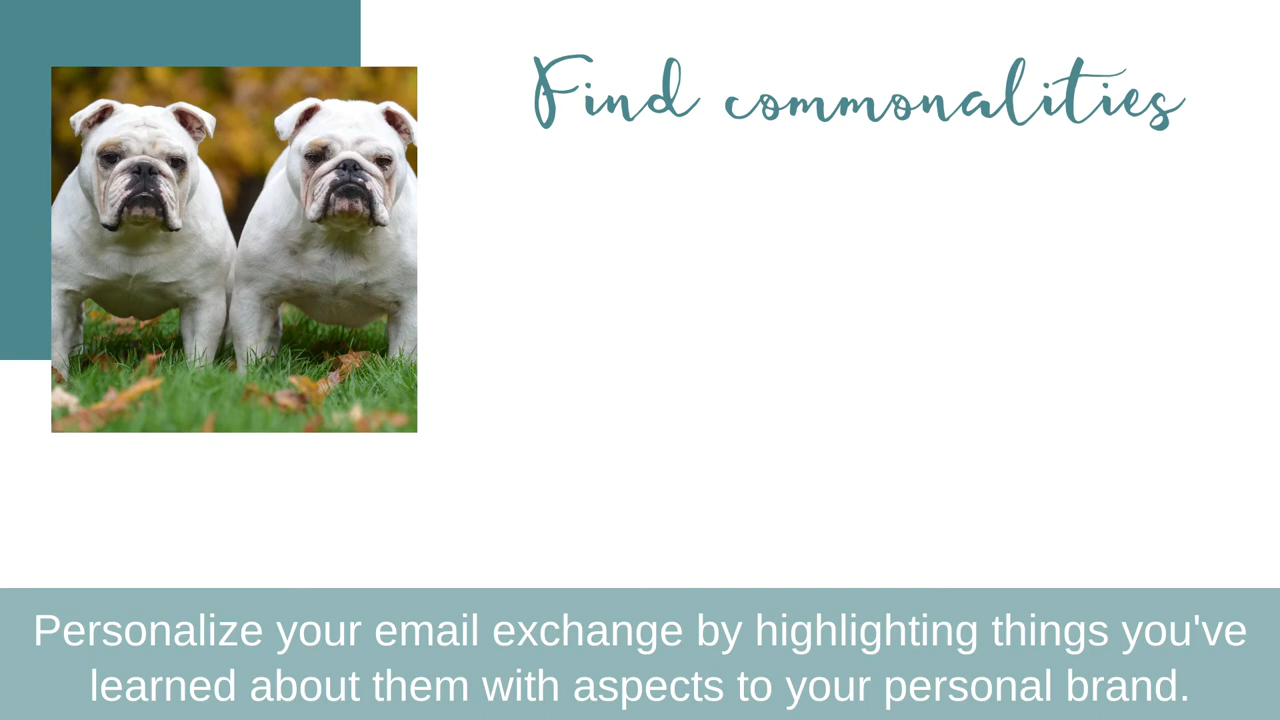 Find commonalities
Personalize your email exchange by highlighting things you've
learned about them with aspects to your personal brand.